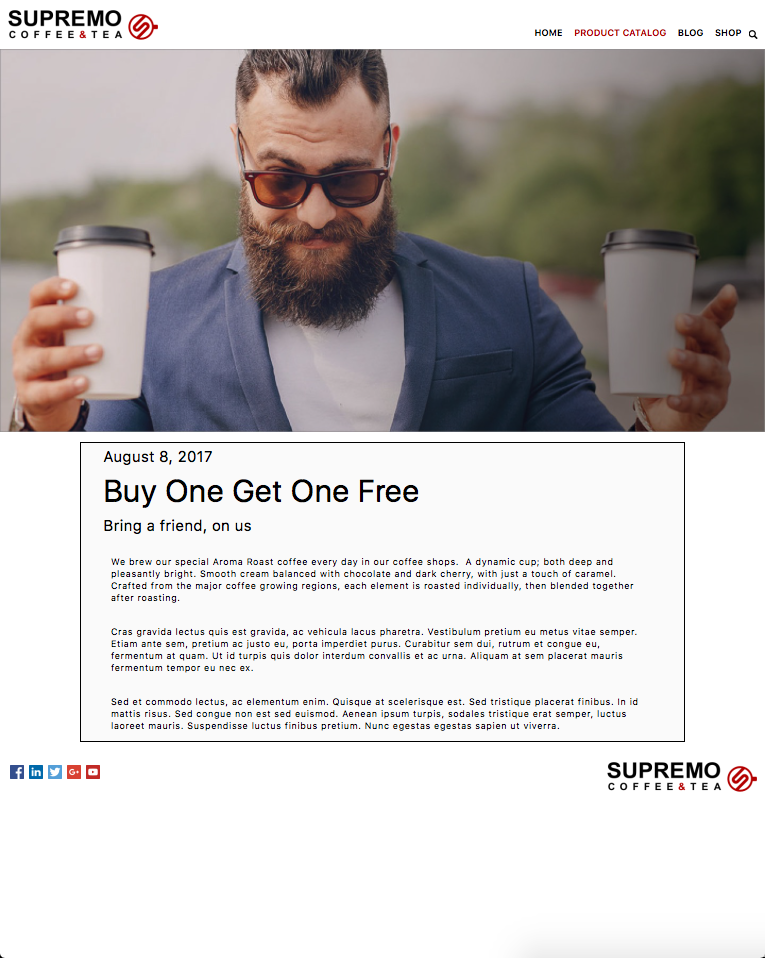 SUPREMO
COFFEE&TEA
HOME PRODUCT CATALOG BLOG SHOP
August 8, 2017
Buy One Get One Free
Bring a friend, on us
We brew our special Aroma Roast coffee every day in our coffee shops.  A dynamic cup; both deep and
pleasantly bright. Smooth cream balanced with chocolate and dark cherry, with just a touch of caramel.
Crafted from the major coffee growing regions, each element is roasted individually, then blended together
after roasting.
Cras gravida lectus quis est gravida, ac vehicula lacus pharetra. Vestibulum pretium eu metus vitae semper.
Etiam ante sem, pretium ac justo eu, porta imperdiet purus. Curabitur sem dui, rutrum et congue eu,
fermentum at quam. Ut id turpis quis dolor interdum convallis et ac urna. Aliquam at sem placerat mauris
fermentum tempor eu nec ex.
Sed et commodo lectus, ac elementum enim. Quisque at scelerisque est. Sed tristique placerat finibus. In id
mattis risus. Sed congue non est sed euismod. Aenean ipsum turpis, sodales tristique erat semper, luctus
laoreet mauris. Suspendisse luctus finibus pretium. Nunc egestas egestas sapien ut viverra.
f in G+
SUPREMO
COFFEE&TEA